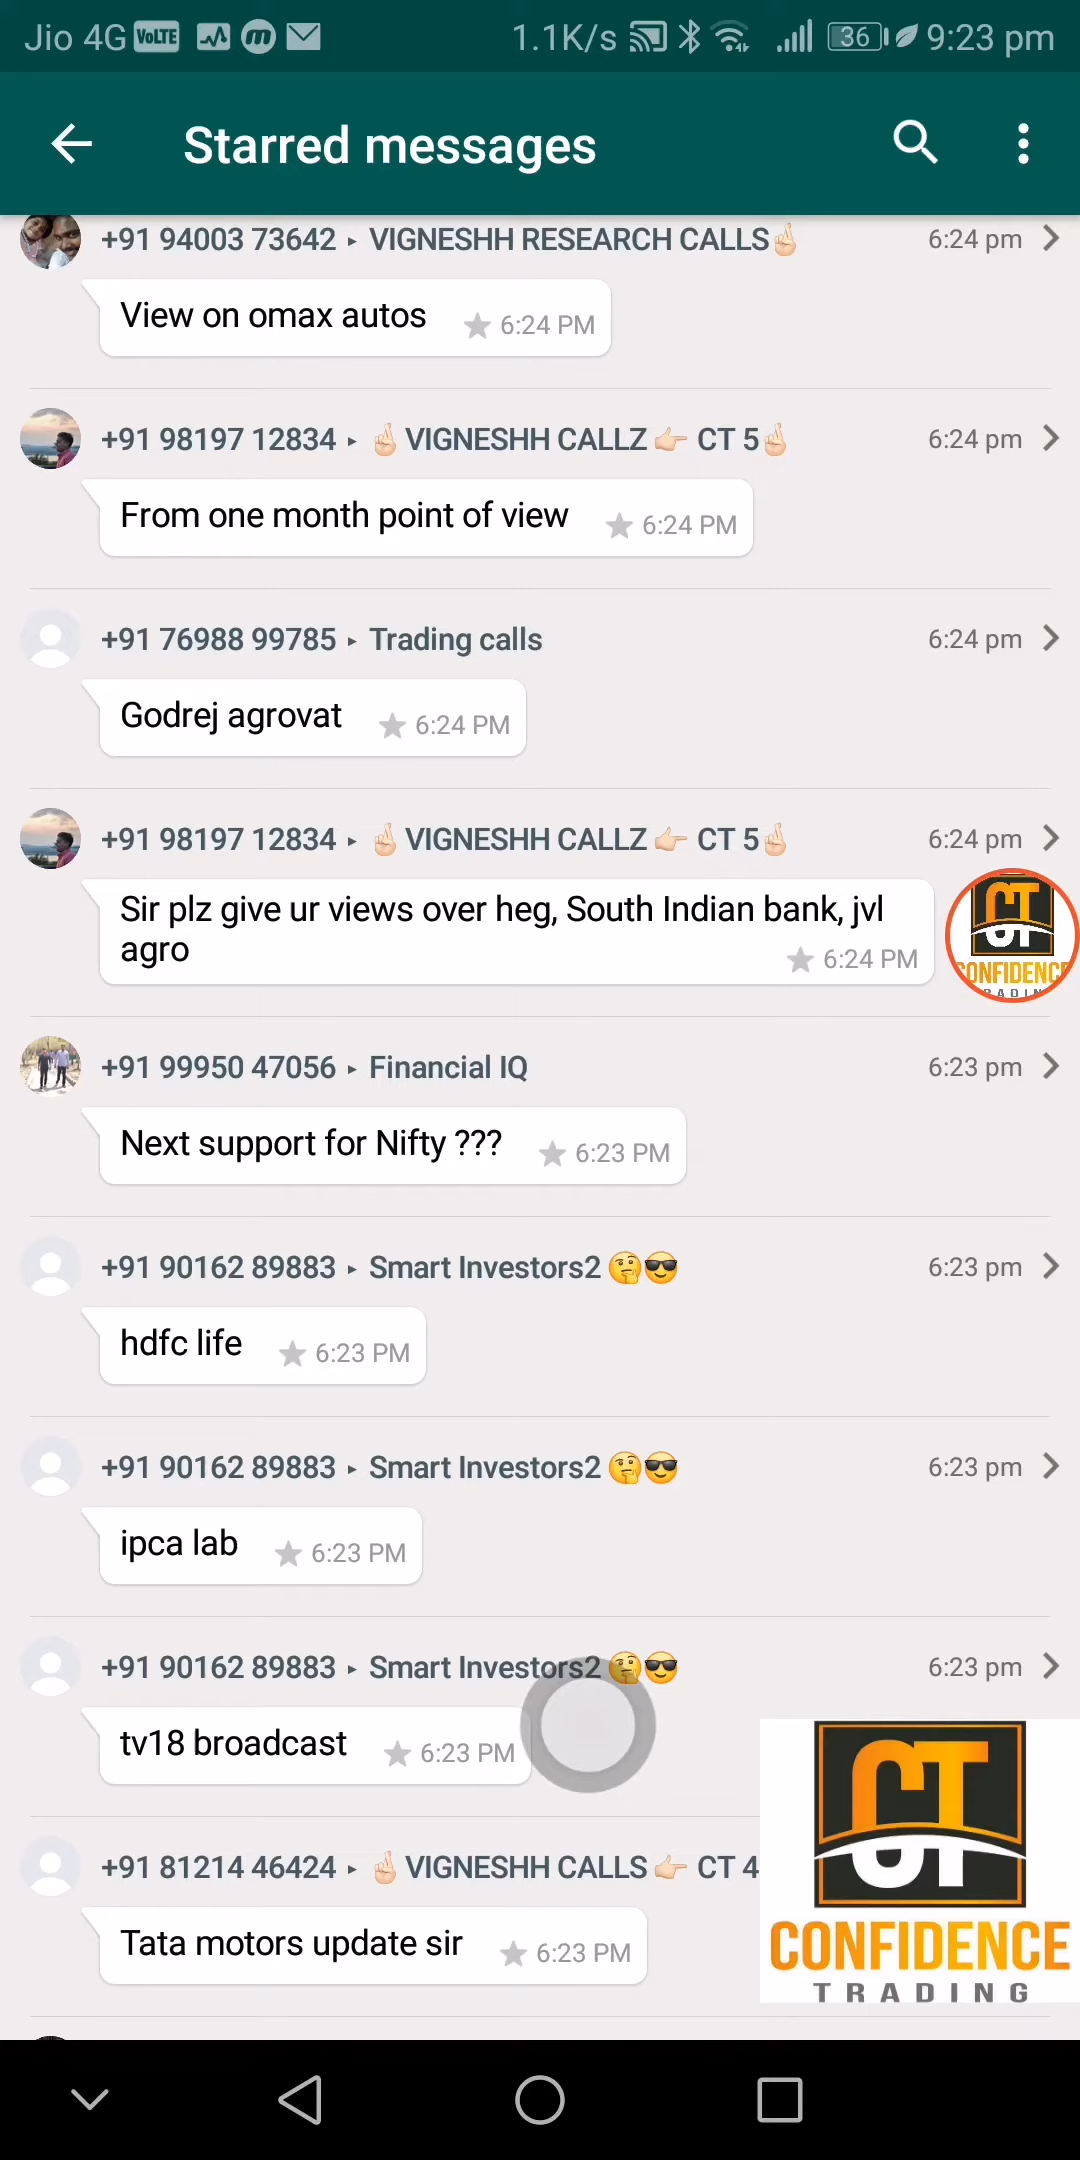 Jio 4G VoLTE 1.1K/s 36 9:23 pm
Starred messages
+91 94003 73642 ▸ VIGNESHH RESEARCH CALLS🤞🏻 6:24 pm
View on omax autos 6:24 PM
+91 98197 12834 ▸ 🤞🏻VIGNESHH CALLZ👉🏻 CT 5🤞🏻 6:24 pm
From one month point of view 6:24 PM
+91 76988 99785 ▸ Trading calls 6:24 pm
Godrej agrovat 6:24 PM
+91 98197 12834 ▸ 🤞🏻VIGNESHH CALLZ👉🏻 CT 5🤞🏻 6:24 pm
Sir plz give ur views over heg, South Indian bank, jvl
agro 6:24 PM
CT
CONFIDENCE
+91 99950 47056 ▸ Financial IQ 6:23 pm
Next support for Nifty ??? 6:23 PM
+91 90162 89883 ▸ Smart Investors2 🤔😎 6:23 pm
hdfc life 6:23 PM
+91 90162 89883 ▸ Smart Investors2 🤔😎 6:23 pm
ipca lab 6:23 PM
+91 90162 89883 ▸ Smart Investors2 🤔😎 6:23 pm
tv18 broadcast 6:23 PM
+91 81214 46424 ▸ 🤞🏻VIGNESHH CALLS👉🏻 CT 4
Tata motors update sir 6:23 PM
CT
CONFIDENCE
TRADING